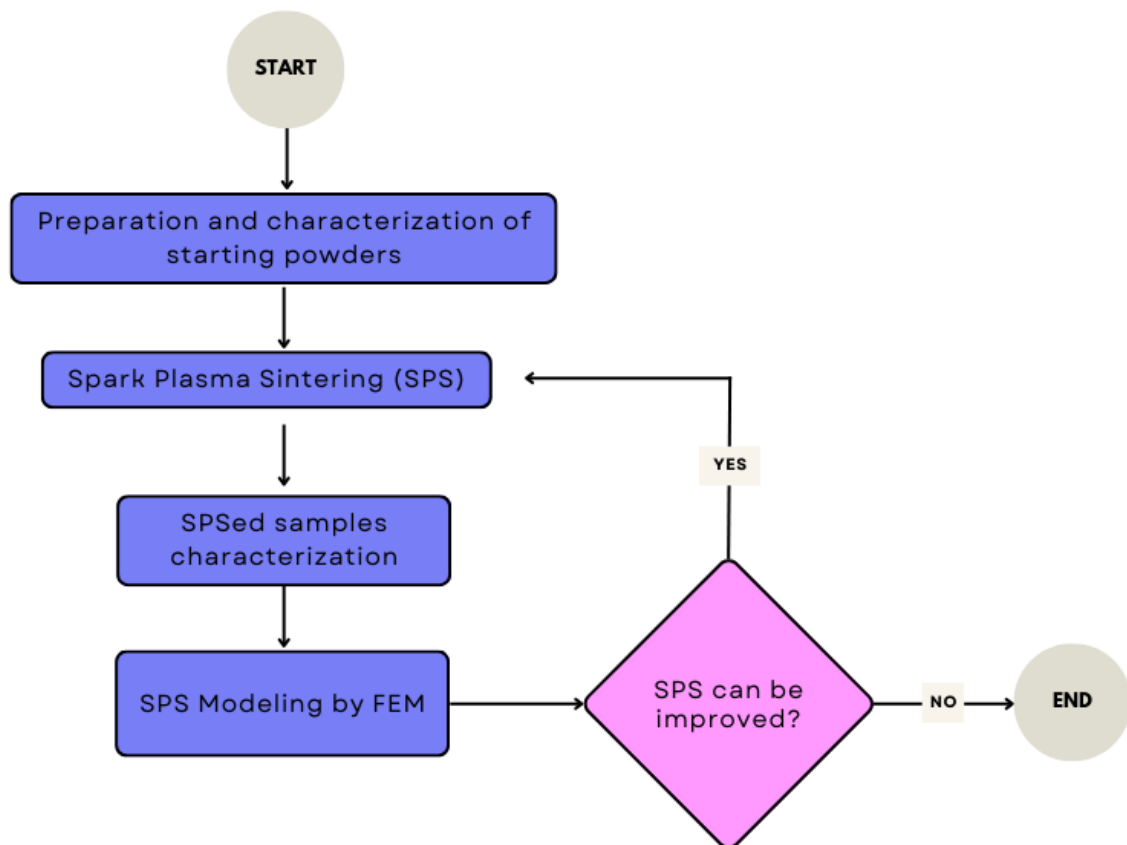 START
Preparation and characterization of
starting powders
Spark Plasma Sintering (SPS)
YES
SPSed samples
characterization
SPS Modeling by FEM
SPS can be
improved?
NO
END